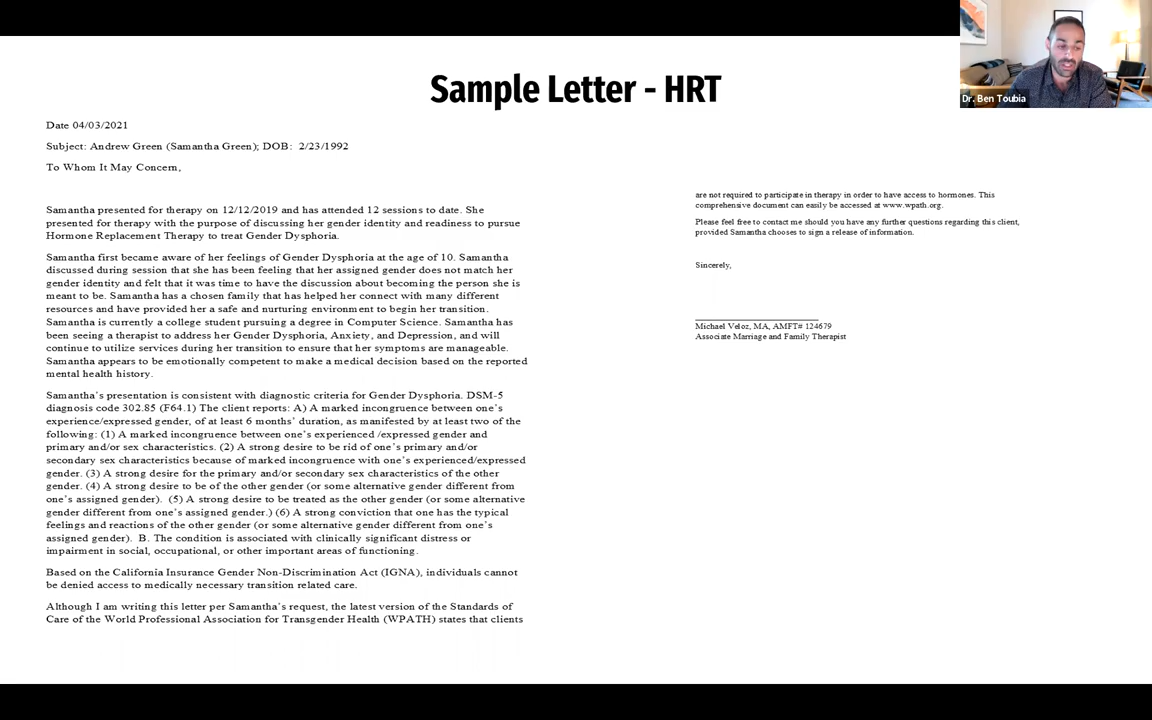 Sample Letter - HRT
Dr. Ben Toubia
Date 04/03/2021
Subject: Andrew Green (Samantha Green); DOB:  2/23/1992
To Whom It May Concern,
Samantha presented for therapy on 12/12/2019 and has attended 12 sessions to date. She
presented for therapy with the purpose of discussing her gender identity and readiness to pursue
Hormone Replacement Therapy to treat Gender Dysphoria.
Samantha first became aware of her feelings of Gender Dysphoria at the age of 10. Samantha
discussed during session that she has been feeling that her assigned gender does not match her
gender identity and felt that it was time to have the discussion about becoming the person she is
meant to be. Samantha has a chosen family that has helped her connect with many different
resources and have provided her a safe and nurturing environment to begin her transition.
Samantha is currently a college student pursuing a degree in Computer Science. Samantha has
been seeing a therapist to address her Gender Dysphoria, Anxiety, and Depression, and will
continue to utilize services during her transition to ensure that her symptoms are manageable.
Samantha appears to be emotionally competent to make a medical decision based on the reported
mental health history.
Samantha's presentation is consistent with diagnostic criteria for Gender Dysphoria. DSM-5
diagnosis code 302.85 (F64.1) The client reports: A) A marked incongruence between one's
experience/expressed gender, of at least 6 months' duration, as manifested by at least two of the
following: (1) A marked incongruence between one's experienced /expressed gender and
primary and/or sex characteristics. (2) A strong desire to be rid of one's primary and/or
secondary sex characteristics because of marked incongruence with one's experienced/expressed
gender. (3) A strong desire for the primary and/or secondary sex characteristics of the other
gender. (4) A strong desire to be of the other gender (or some alternative gender different from
one's assigned gender).  (5) A strong desire to be treated as the other gender (or some alternative
gender different from one's assigned gender.) (6) A strong conviction that one has the typical
feelings and reactions of the other gender (or some alternative gender different from one's
assigned gender).  B. The condition is associated with clinically significant distress or
impairment in social, occupational, or other important areas of functioning.
Based on the California Insurance Gender Non-Discrimination Act (IGNA), individuals cannot
be denied access to medically necessary transition related care.
Although I am writing this letter per Samantha's request, the latest version of the Standards of
Care of the World Professional Association for Transgender Health (WPATH) states that clients
are not required to participate in therapy in order to have access to hormones. This
comprehensive document can easily be accessed at www.wpath.org.
Please feel free to contact me should you have any further questions regarding this client,
provided Samantha chooses to sign a release of information.
Sincerely,
Michael Veloz, MA, AMFT# 124679
Associate Marriage and Family Therapist